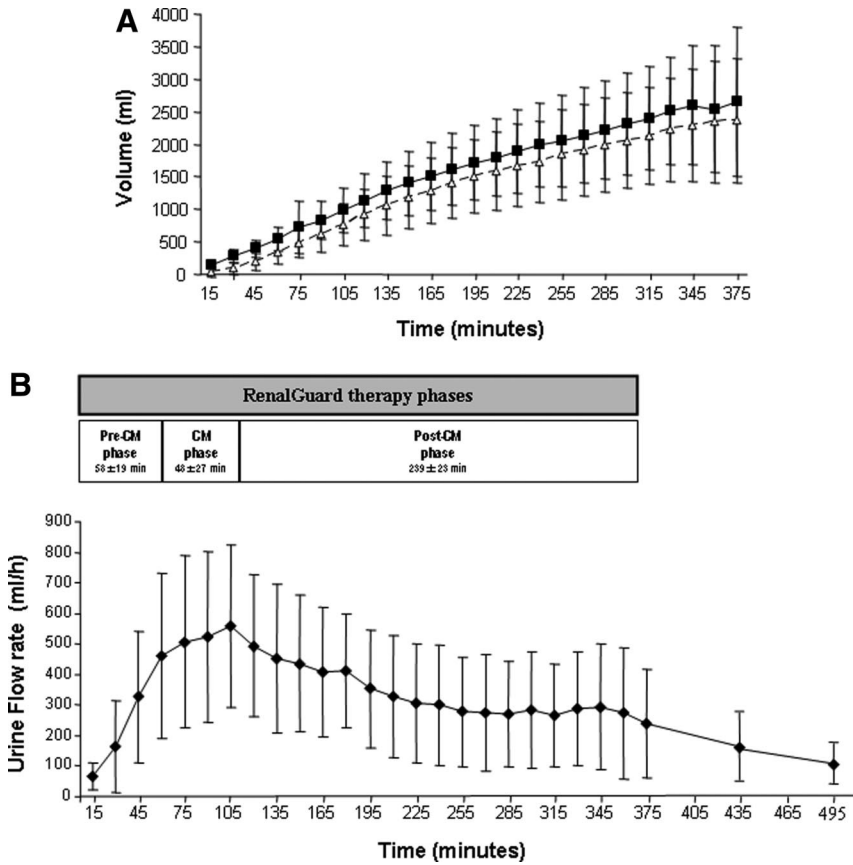 A
4000
3500
3000
2500
2000
1500
1000
500
0
Volume (ml)
15 45 75 105 135 165 195 225 255 285 315 345 375
Time (minutes)
B
RenalGuard therapy phases
Pre-CM
phase
58±19 min
CM
phase
48±27 min
Post-CM
phase
239±23 min
900
800
700
600
500
400
300
200
100
0
Urine Flow rate (ml/h)
15 45 75 105 135 165 195 225 255 285 315 345 375 405 435 465 495
Time (minutes)